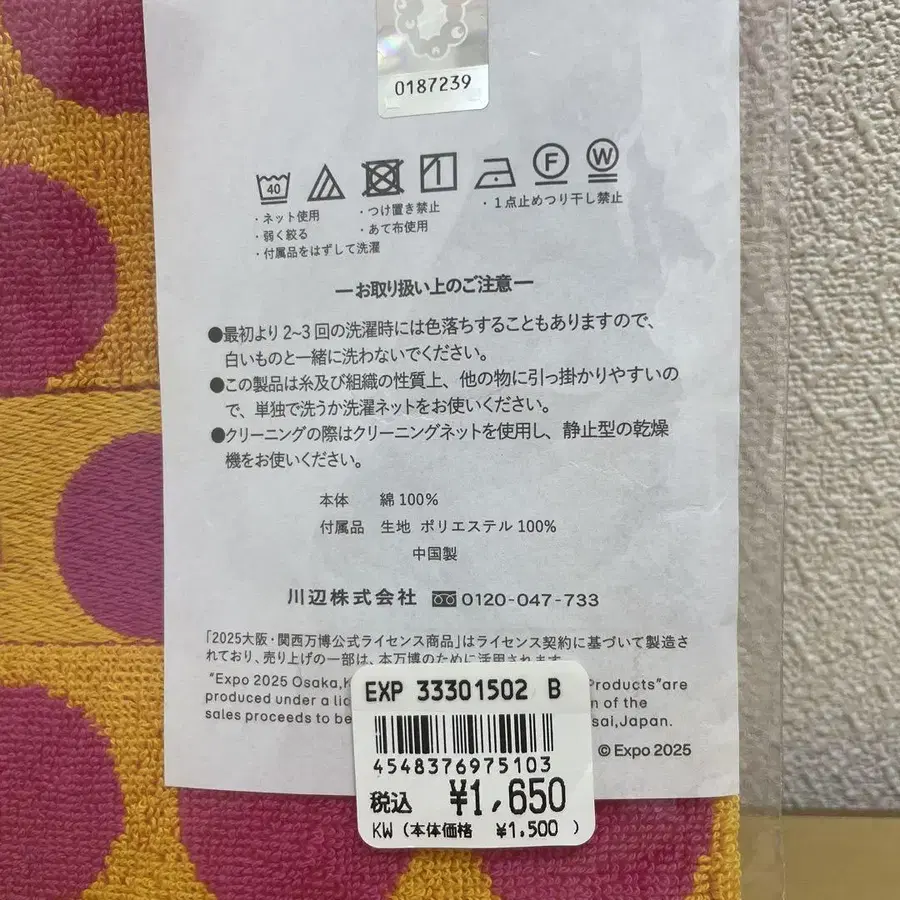 0187239
40
F
W
・ネット使用
・弱く絞る
・付属品をはずして洗濯
・つけ置き禁止
・あて布使用
・1点止めつり干し禁止
ーお取り扱い上のご注意ー
●最初より2~3回の洗濯時には色落ちすることもありますので、
白いものと一緒に洗わないでください。
●この製品は糸及び組織の性質上、他の物に引っ掛かりやすいの
で、単独で洗うか洗濯ネットをお使いください。
●クリーニングの際はクリーニングネットを使用し、静止型の乾燥
機をお使いください。
本体 綿100%
付属品 生地 ポリエステル100%
中国製
川辺株式会社 0120-047-733
「2025大阪・関西万博公式ライセンス商品」はライセンス契約に基づいて製造さ
れており、売り上げの一部は、本万博のために活用されます。
"Expo 2025 Osaka,K Products"are
produced under a lic n of the
sales proceeds to be sai,Japan.
© Expo 2025
EXP 33301502 B
4548376975103
税込 ¥1,650
KW (本体価格 ¥1,500 )